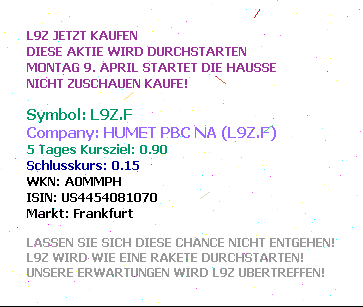 L9Z JETZT KAUFEN
DIESE AKTIE WIRD DURCHSTARTEN
MONTAG 9. APRIL STARTET DIE HAUSSE
NICHT ZUSCHAUEN KAUFE!
Symbol: L9Z.F
Company: HUMET PBC NA (L9Z.F)
5 Tages Kursziel: 0.90
Schlusskurs: 0.15
WKN: A0MMPH
ISIN: US4454081070
Markt: Frankfurt
LASSEN SIE SICH DIESE CHANCE NICHT ENTGEHEN!
L9Z WIRD WIE EINE RAKETE DURCHSTARTEN!
UNSERE ERWARTUNGEN WIRD L9Z UBERTREFFEN!